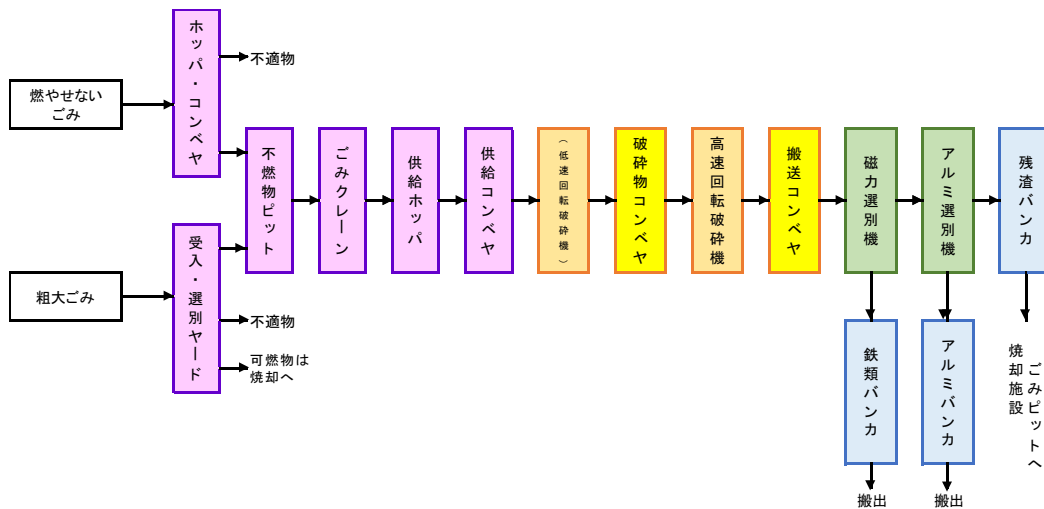 燃やせない
ごみ
粗大ごみ
ホッパ・コンベヤ
不適物
受入・選別ヤード
不適物
可燃物は
焼却へ
不燃物ピット
ごみクレーン
供給ホッパ
供給コンベヤ
（低速回転破砕機）
破砕物コンベヤ
高速回転破砕機
搬送コンベヤ
磁力選別機
アルミ選別機
残渣バンカ
鉄類バンカ
アルミバンカ
焼却施設
ごみピットへ
搬出
搬出